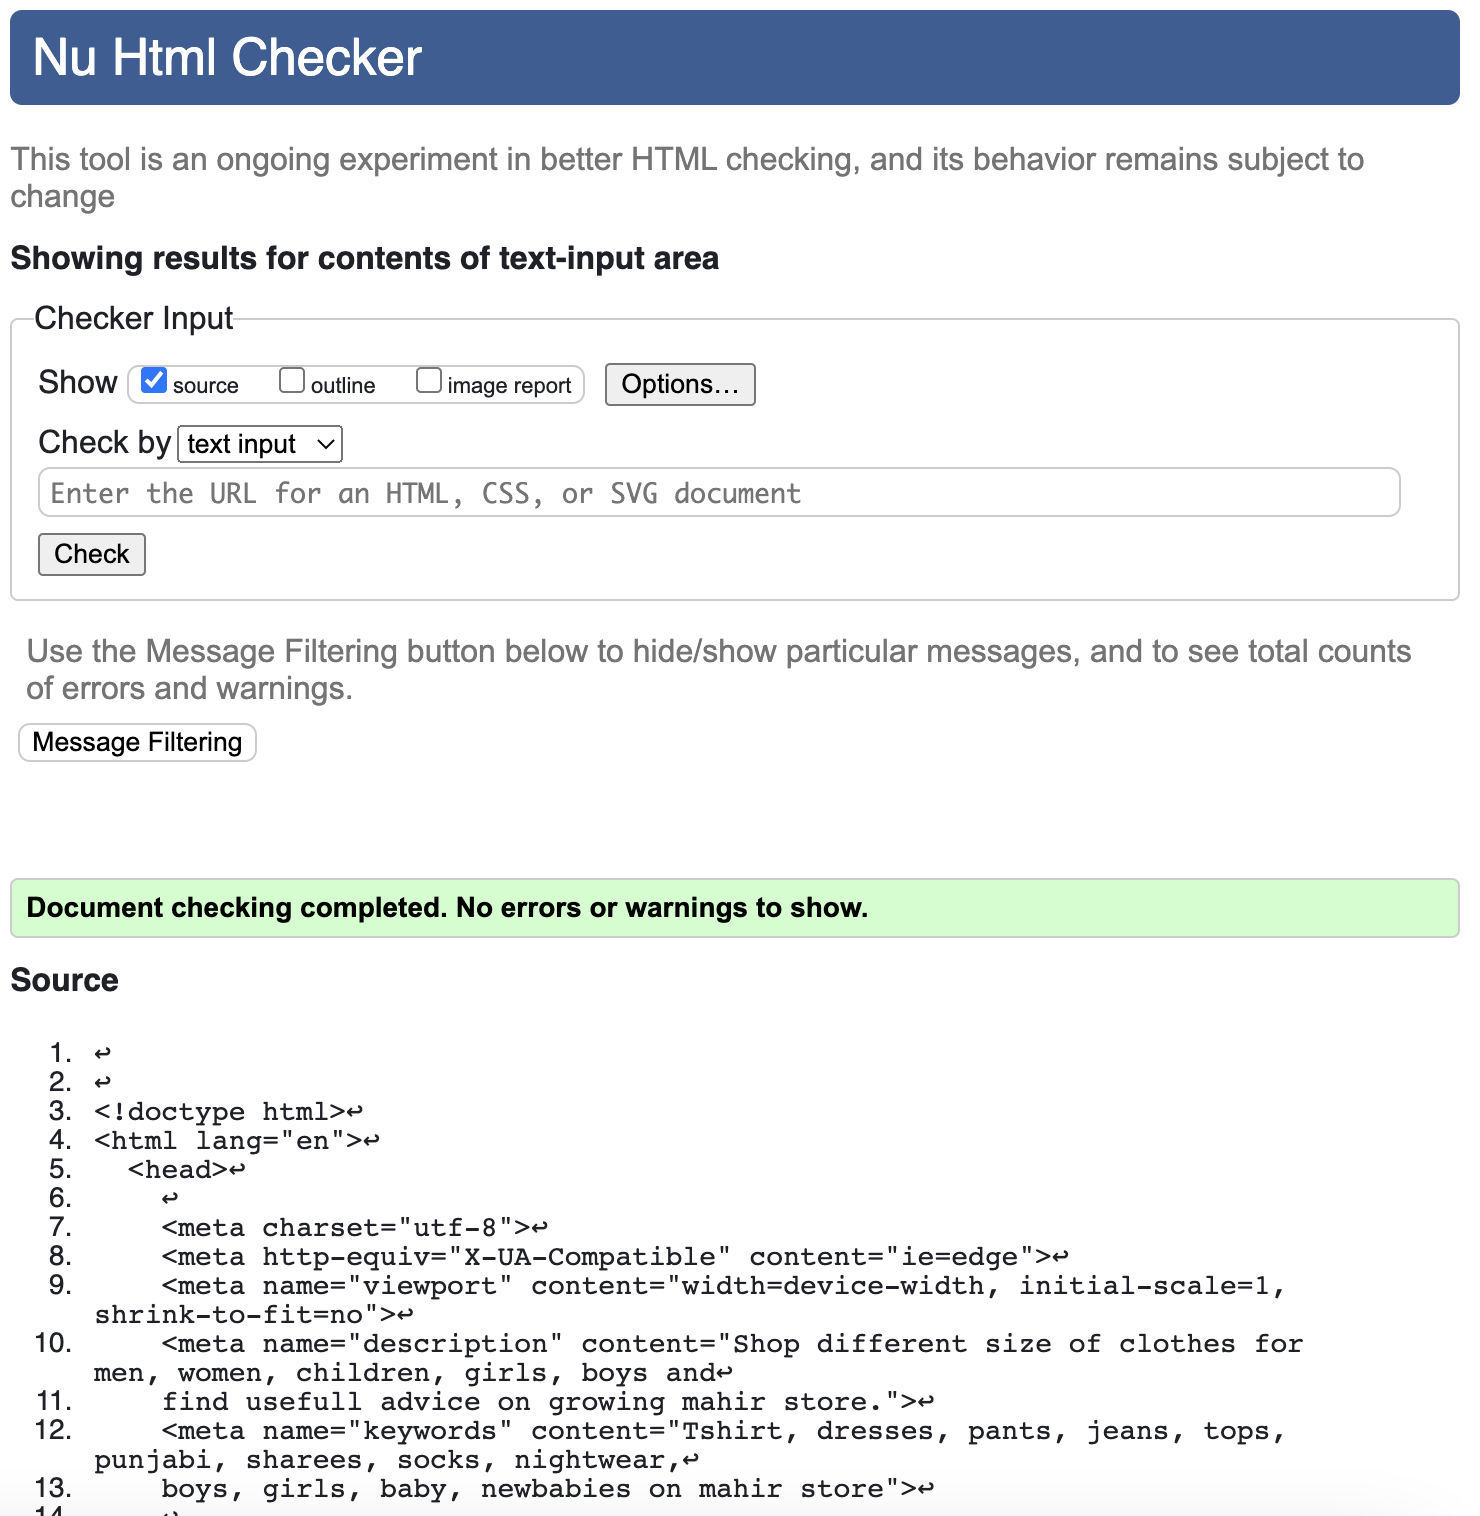 Nu Html Checker
This tool is an ongoing experiment in better HTML checking, and its behavior remains subject to
change
Showing results for contents of text-input area
Checker Input
Show source outline image report Options...
Check by text input
Enter the URL for an HTML, CSS, or SVG document
Check
Use the Message Filtering button below to hide/show particular messages, and to see total counts
of errors and warnings.
Message Filtering
Document checking completed. No errors or warnings to show.
Source
1. ↩
2. ↩
3. <!doctype html>↩
4. <html lang="en">↩
5. <head>↩
6. ↩
7. <meta charset="utf-8">↩
8. <meta http-equiv="X-UA-Compatible" content="ie=edge">↩
9. <meta name="viewport" content="width=device-width, initial-scale=1,
shrink-to-fit=no">↩
10. <meta name="description" content="Shop different size of clothes for
men, women, children, girls, boys and↩
11. find usefull advice on growing mahir store.">↩
12. <meta name="keywords" content="Tshirt, dresses, pants, jeans, tops,
punjabi, sharees, socks, nightwear,↩
13. boys, girls, baby, newbabies on mahir store">↩
14. ↩